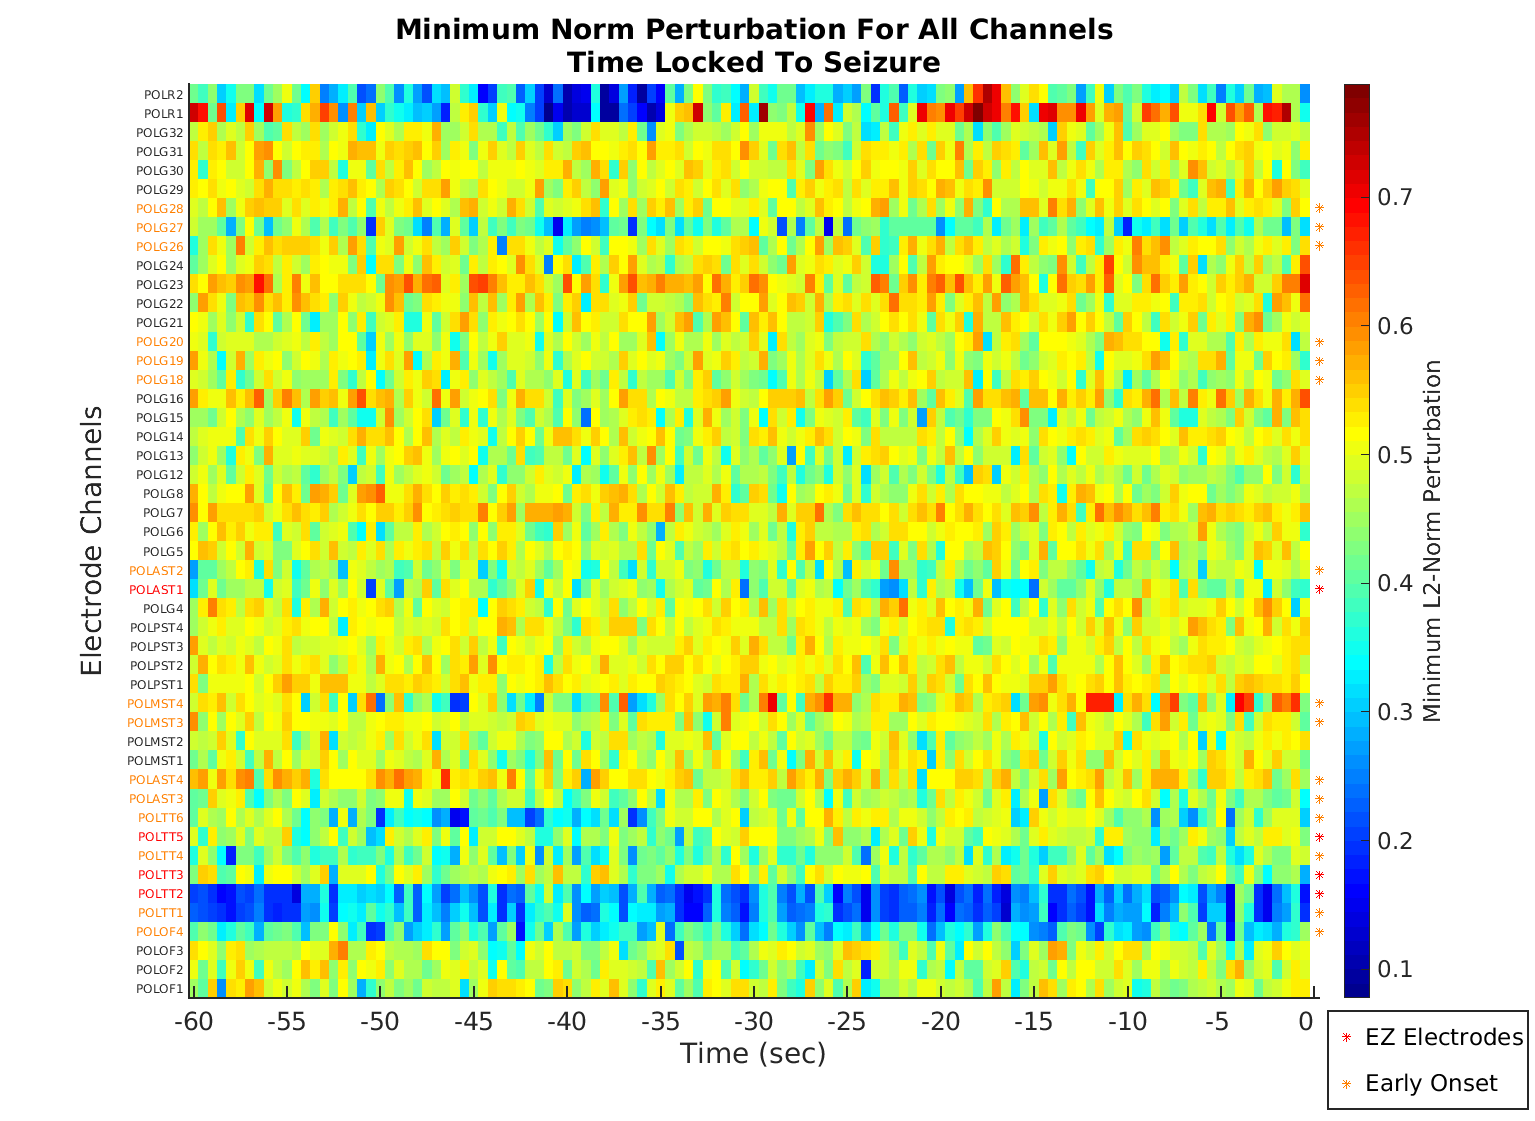 Minimum Norm Perturbation For All Channels
Time Locked To Seizure
Electrode Channels
POLR2
POLR1
POLG32
POLG31
POLG30
POLG29
POLG28
POLG27
POLG26
POLG24
POLG23
POLG22
POLG21
POLG20
POLG19
POLG18
POLG16
POLG15
POLG14
POLG13
POLG12
POLG8
POLG7
POLG6
POLG5
POLAST2
POLAST1
POLG4
POLPST4
POLPST3
POLPST2
POLPST1
POLMST4
POLMST3
POLMST2
POLMST1
POLAST4
POLAST3
POLTT6
POLTT5
POLTT4
POLTT3
POLTT2
POLTT1
POLOF4
POLOF3
POLOF2
POLOF1
-60 -55 -50 -45 -40 -35 -30 -25 -20 -15 -10 -5 0
Time (sec)
0.7
0.6
0.5
0.4
0.3
0.2
0.1
Minimum L2-Norm Perturbation
EZ Electrodes
Early Onset